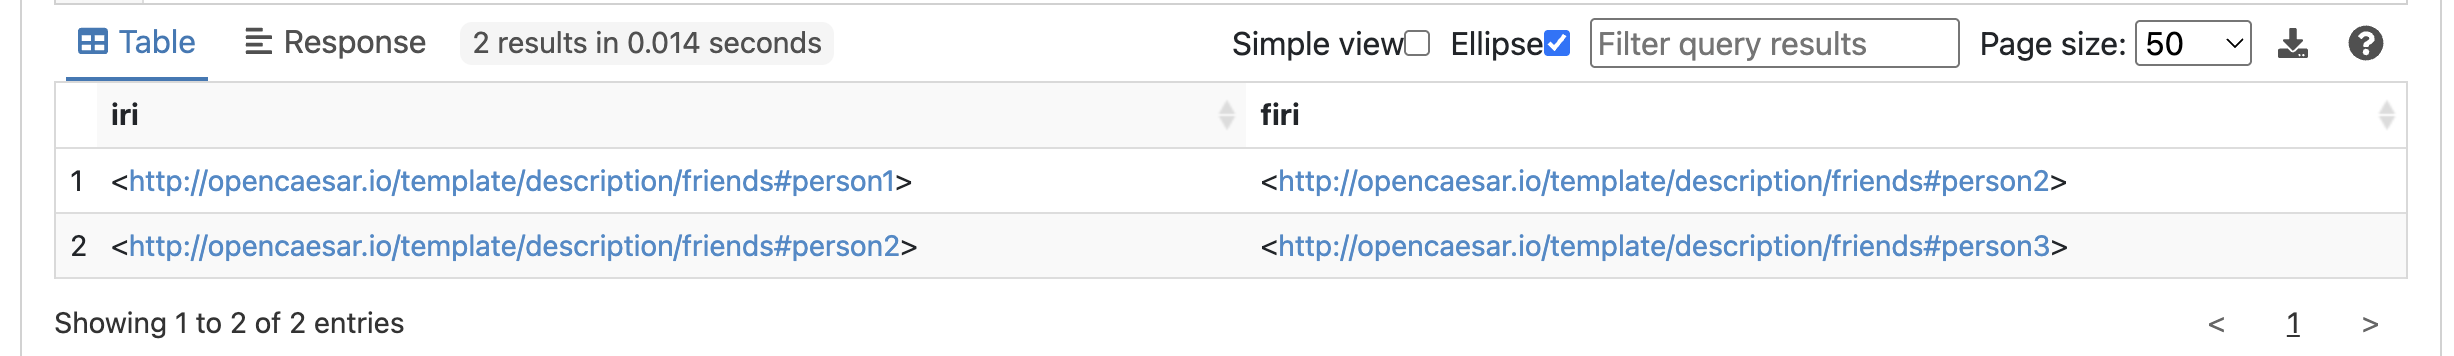 Table Response 2 results in 0.014 seconds Simple view Ellipse Filter query results Page size: 50
iri firi
1 <http://opencaesar.io/template/description/friends#person1> <http://opencaesar.io/template/description/friends#person2>
2 <http://opencaesar.io/template/description/friends#person2> <http://opencaesar.io/template/description/friends#person3>
Showing 1 to 2 of 2 entries < 1 >